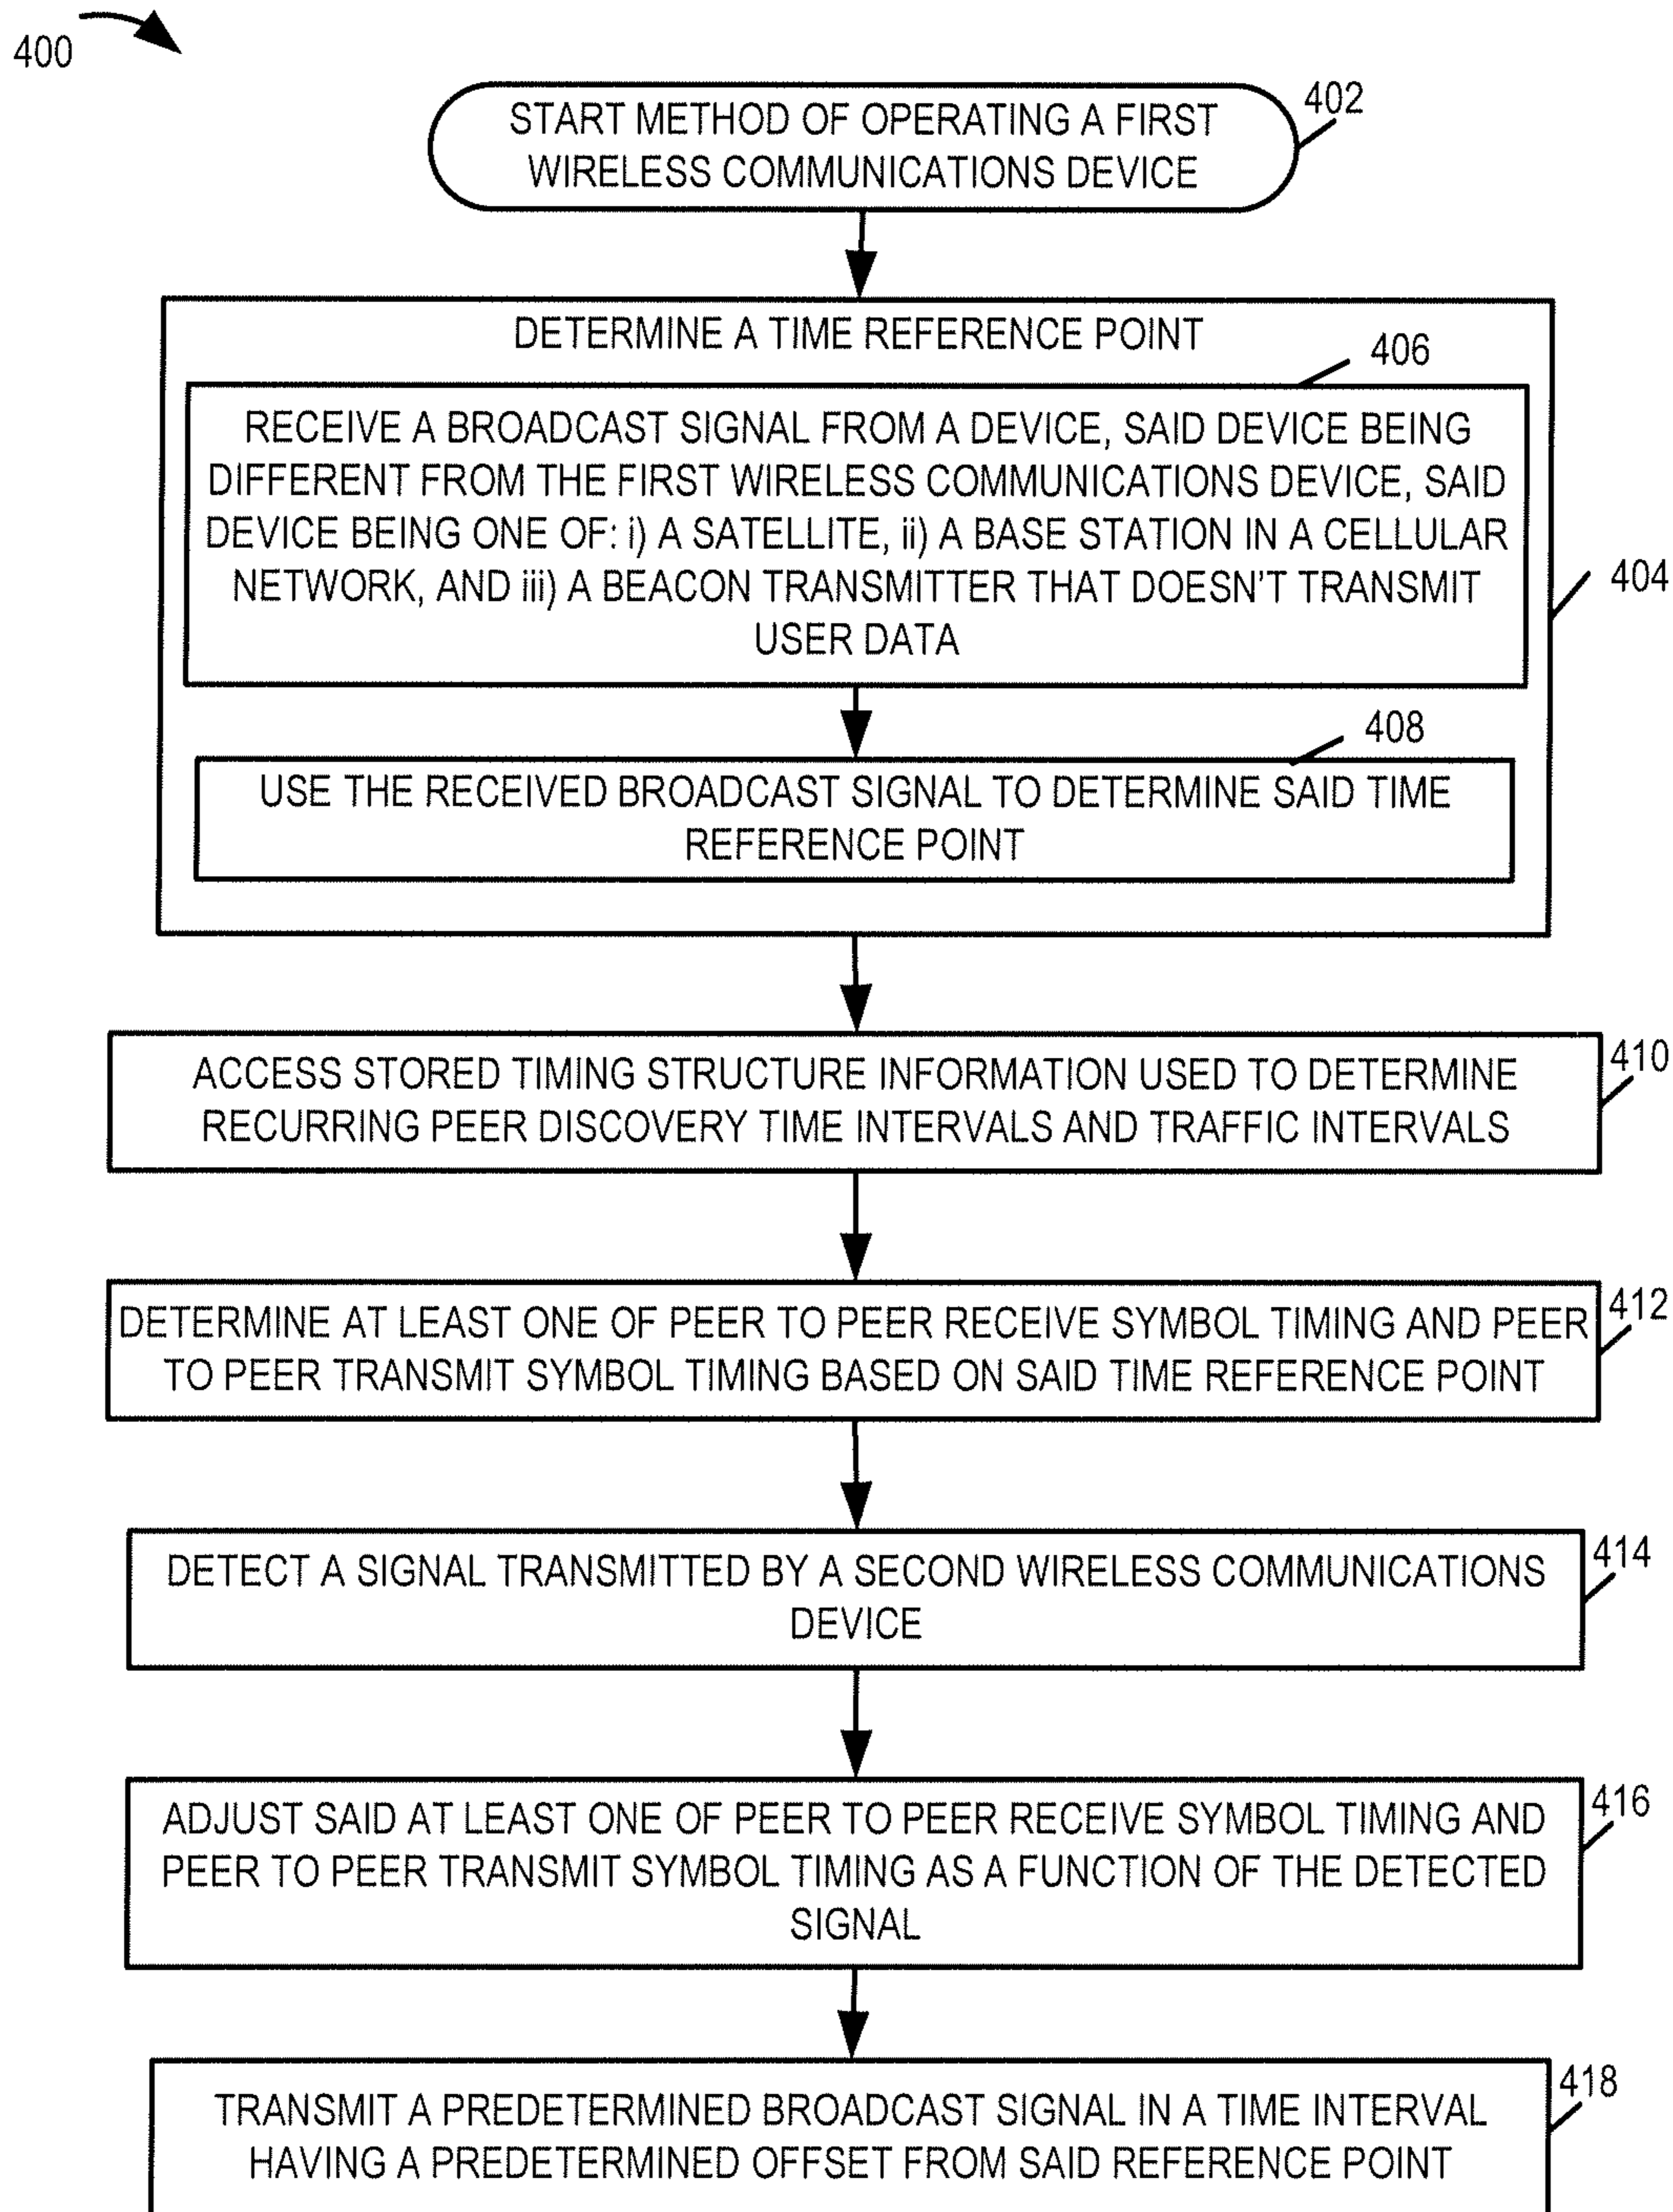 400
START METHOD OF OPERATING A FIRST
WIRELESS COMMUNICATIONS DEVICE
402
DETERMINE A TIME REFERENCE POINT
406
RECEIVE A BROADCAST SIGNAL FROM A DEVICE, SAID DEVICE BEING
DIFFERENT FROM THE FIRST WIRELESS COMMUNICATIONS DEVICE, SAID
DEVICE BEING ONE OF: i) A SATELLITE, ii) A BASE STATION IN A CELLULAR
NETWORK, AND iii) A BEACON TRANSMITTER THAT DOESN'T TRANSMIT
USER DATA
404
408
USE THE RECEIVED BROADCAST SIGNAL TO DETERMINE SAID TIME
REFERENCE POINT
410
ACCESS STORED TIMING STRUCTURE INFORMATION USED TO DETERMINE
RECURRING PEER DISCOVERY TIME INTERVALS AND TRAFFIC INTERVALS
412
DETERMINE AT LEAST ONE OF PEER TO PEER RECEIVE SYMBOL TIMING AND PEER
TO PEER TRANSMIT SYMBOL TIMING BASED ON SAID TIME REFERENCE POINT
414
DETECT A SIGNAL TRANSMITTED BY A SECOND WIRELESS COMMUNICATIONS
DEVICE
416
ADJUST SAID AT LEAST ONE OF PEER TO PEER RECEIVE SYMBOL TIMING AND
PEER TO PEER TRANSMIT SYMBOL TIMING AS A FUNCTION OF THE DETECTED
SIGNAL
418
TRANSMIT A PREDETERMINED BROADCAST SIGNAL IN A TIME INTERVAL
HAVING A PREDETERMINED OFFSET FROM SAID REFERENCE POINT